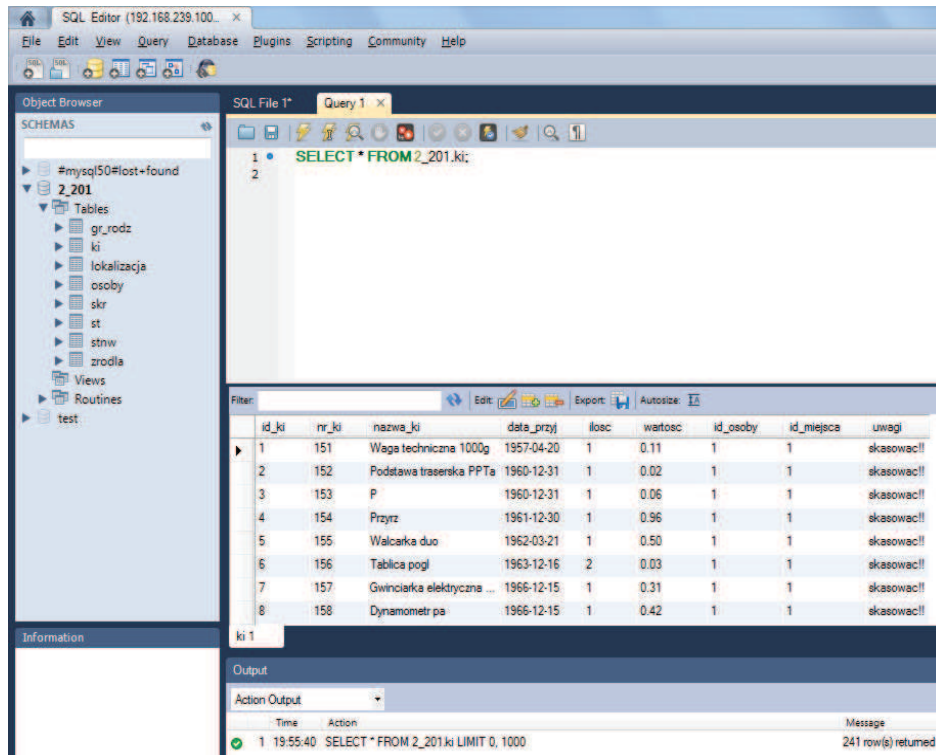 SQL Editor (192.168.239.100...
File Edit View Query Database Plugins Scripting Community Help
Object Browser
SCHEMAS
#mysql50#lost+found
2_201
Tables
gr_rodz
ki
lokalizacja
osoby
skr
st
stnw
zrodla
Views
Routines
test
Information
SQL File 1* Query 1
1 SELECT * FROM 2_201.ki;
2
Filter: Edit: Export: Autosize:
id_ki nr_ki nazwa_ki data_przyj ilosc wartosc id_osoby id_miejsca uwagi
1 151 Waga techniczna 1000g 1957-04-20 1 0.11 1 1 skasowac!!
2 152 Podstawa traserska PPTa 1960-12-31 1 0.02 1 1 skasowac!!
3 153 P 1960-12-31 1 0.06 1 1 skasowac!!
4 154 Przyrz 1961-12-30 1 0.96 1 1 skasowac!!
5 155 Walcarka duo 1962-03-21 1 0.50 1 1 skasowac!!
6 156 Tablica pogl 1963-12-16 2 0.03 1 1 skasowac!!
7 157 Gwinciarka elektryczna ... 1966-12-15 1 0.31 1 1 skasowac!!
8 158 Dynamometr pa 1966-12-15 1 0.42 1 1 skasowac!!
ki 1
Output
Action Output
Time Action Message
1 19:55:40 SELECT * FROM 2_201.ki LIMIT 0, 1000 241 row(s) returned